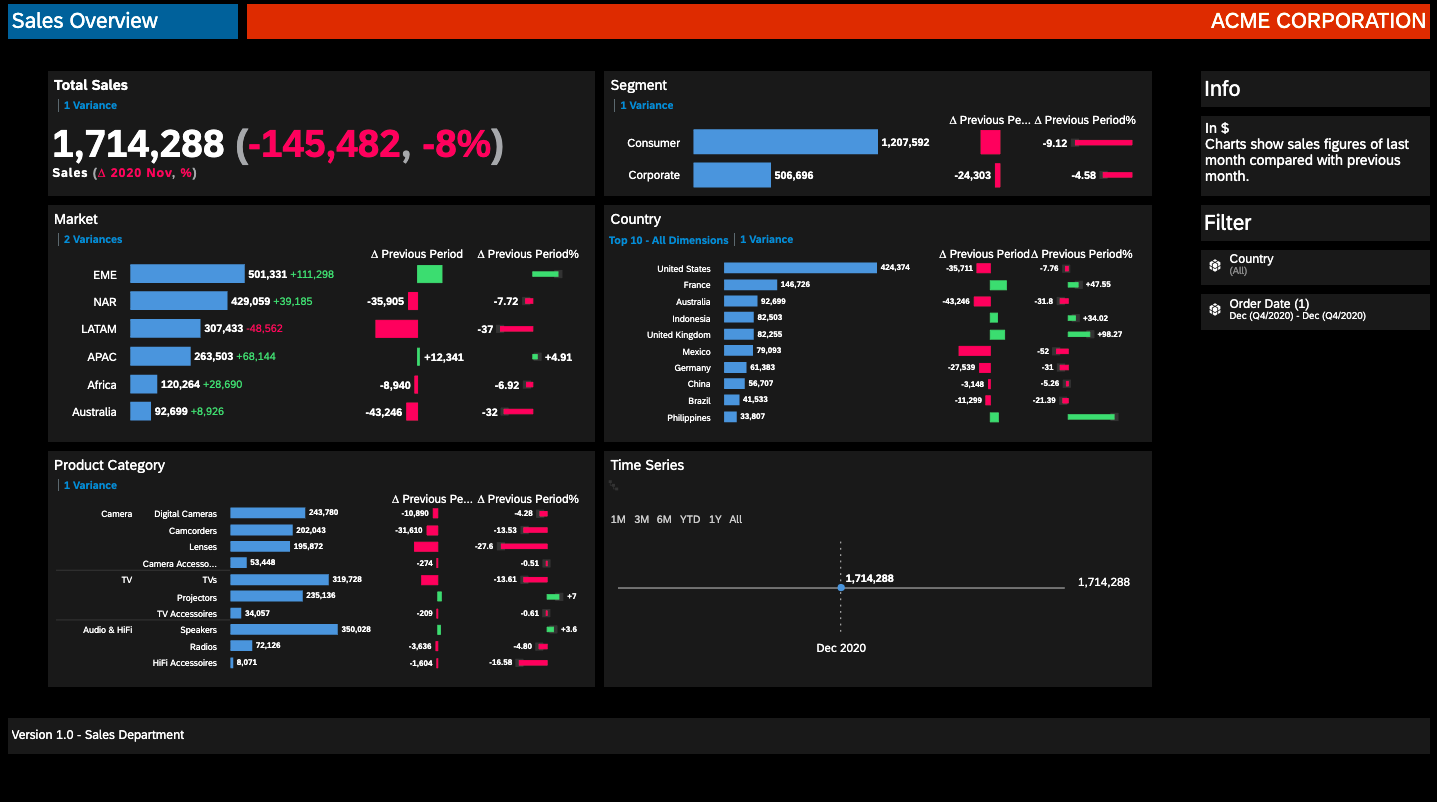 Sales Overview
ACME CORPORATION
Total Sales
1 Variance
1,714,288 (-145,482, -8%)
Sales (Δ 2020 Nov, %)
Segment
1 Variance
Δ Previous Pe... Δ Previous Period%
Consumer 1,207,592 -9.12
Corporate 506,696 -24,303 -4.58
Info
In $
Charts show sales figures of last
month compared with previous
month.
Market
2 Variances
Δ Previous Period Δ Previous Period%
EME 501,331 +111,298
NAR 429,059 +39,185 -35,905 -7.72
LATAM 307,433 -48,562 -37
APAC 263,503 +68,144 +12,341 +4.91
Africa 120,264 +28,690 -8,940 -6.92
Australia 92,699 +8,926 -43,246 -32
Country
Top 10 - All Dimensions 1 Variance
Δ Previous Period Δ Previous Period%
United States 424,374 -35,711 -7.76
France 146,726 +47.55
Australia 92,699 -43,246 -31.8
Indonesia 82,503 +34.02
United Kingdom 82,255 +98.27
Mexico 79,093 -52
Germany 61,383 -27,539 -31
China 56,707 -3,148 -5.26
Brazil 41,533 -11,299 -21.39
Philippines 33,807
Filter
Country
(All)
Order Date (1)
Dec (Q4/2020) - Dec (Q4/2020)
Product Category
1 Variance
Δ Previous Pe... Δ Previous Period%
Camera Digital Cameras 243,780 -10,890 -4.28
Camcorders 202,043 -31,610 -13.53
Lenses 195,872 -27.6
Camera Accesso... 53,448 -274 -0.51
TV TVs 319,728 -13.61
Projectors 235,136 +7
TV Accessoires 34,057 -209 -0.61
Audio & HiFi Speakers 350,028 +3.6
Radios 72,126 -3,636 -4.80
HiFi Accessoires 8,071 -1,604 -16.58
Time Series
1M 3M 6M YTD 1Y All
1,714,288
1,714,288
Dec 2020
Version 1.0 - Sales Department